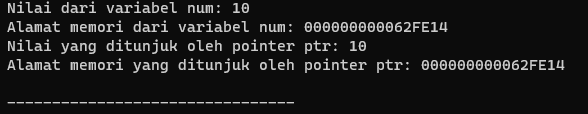 Nilai dari variabel num: 10
Alamat memori dari variabel num: 000000000062FE14
Nilai yang ditunjuk oleh pointer ptr: 10
Alamat memori yang ditunjuk oleh pointer ptr: 000000000062FE14
--------------------------------